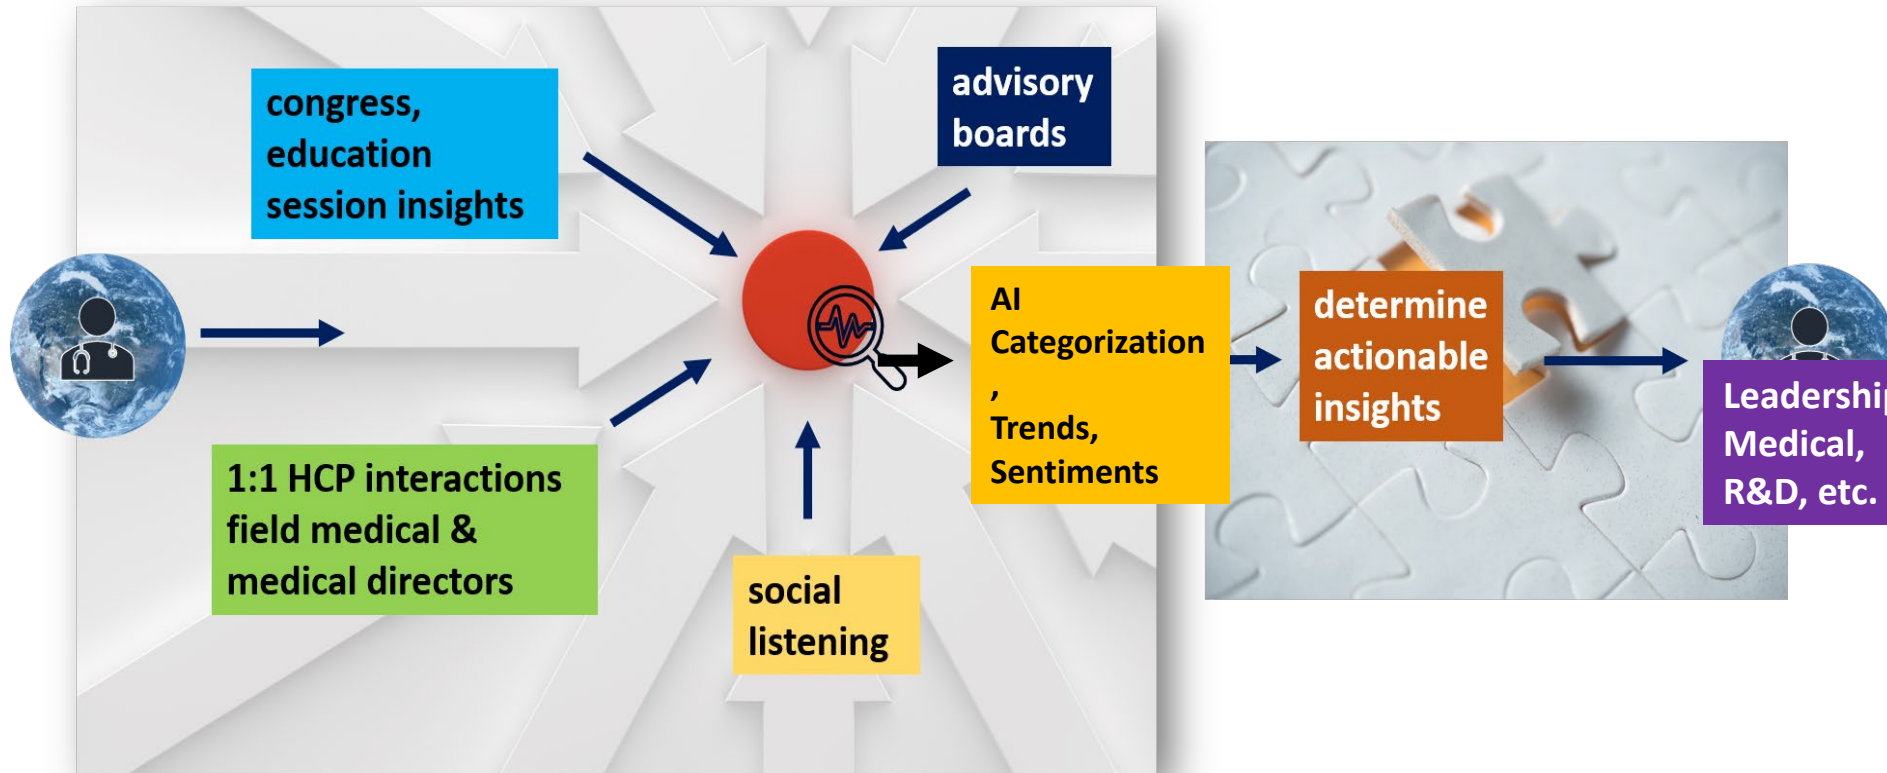 congress,
education
session insights
advisory
boards
1:1 HCP interactions
field medical &
medical directors
social
listening
AI
Categorization
,
Trends,
Sentiments
determine
actionable
insights
Leadership
Medical,
R&D, etc.